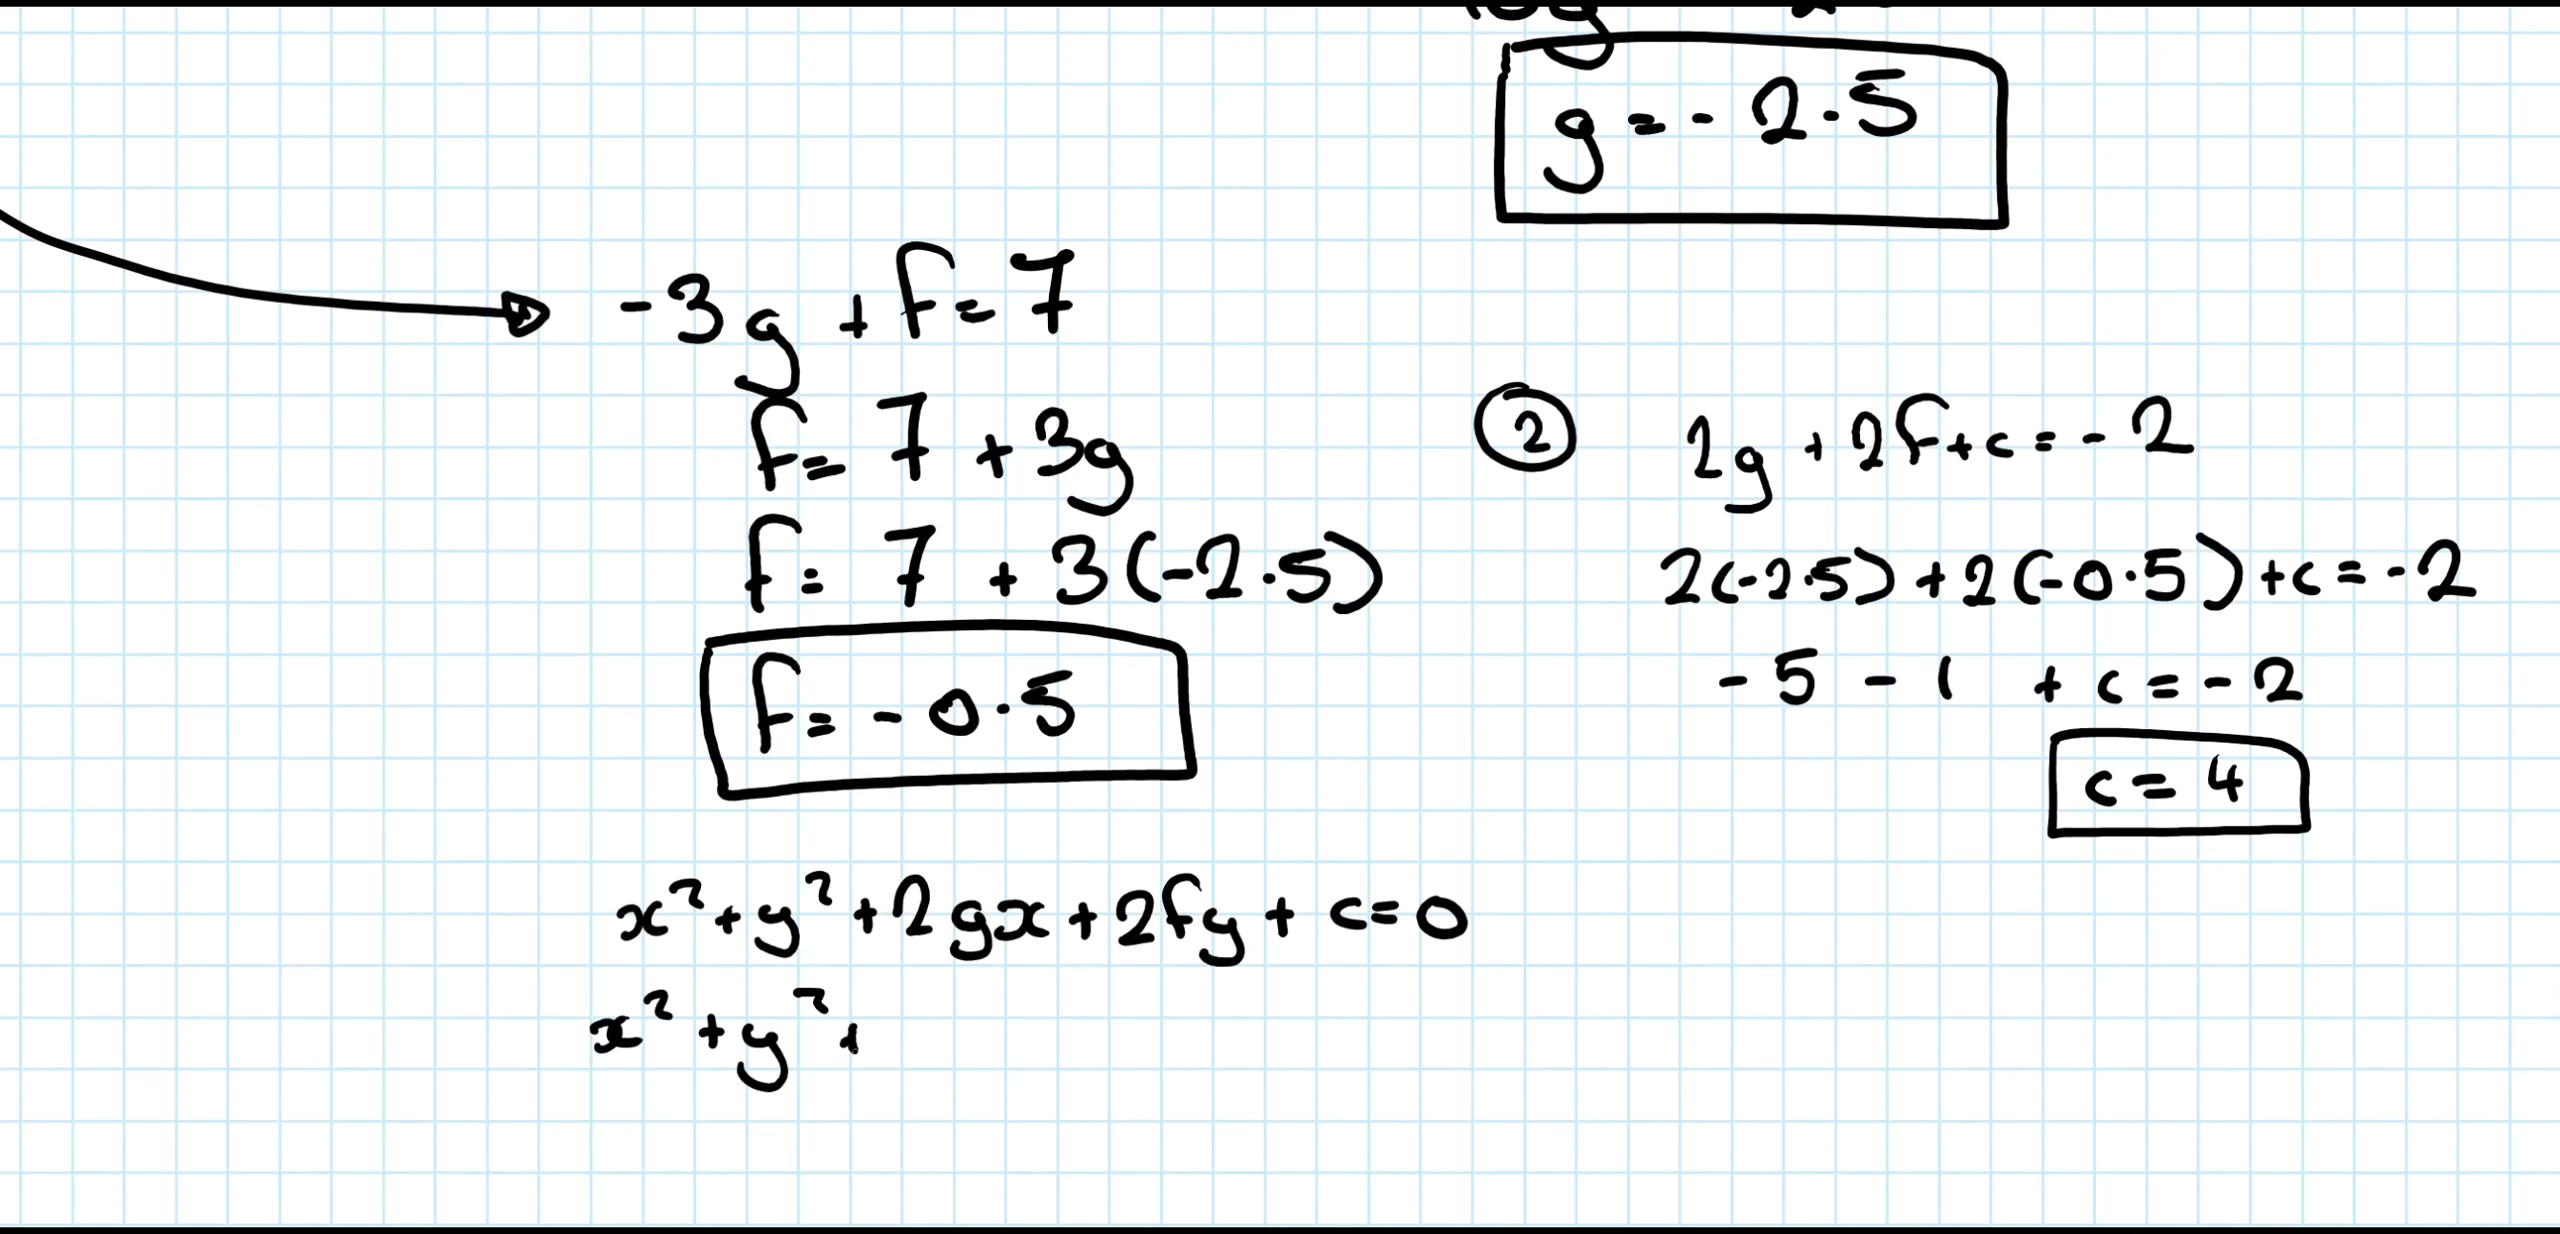 g = - 2.5
-3g + f = 7
f = 7 + 3g
f = 7 + 3(-2.5)
f = - 0.5
② 2g + 2f + c = - 2
2(-2.5) + 2(-0.5) + c = - 2
- 5 - 1 + c = - 2
c = 4
x² + y² + 2gx + 2fy + c = 0
x² + y² +